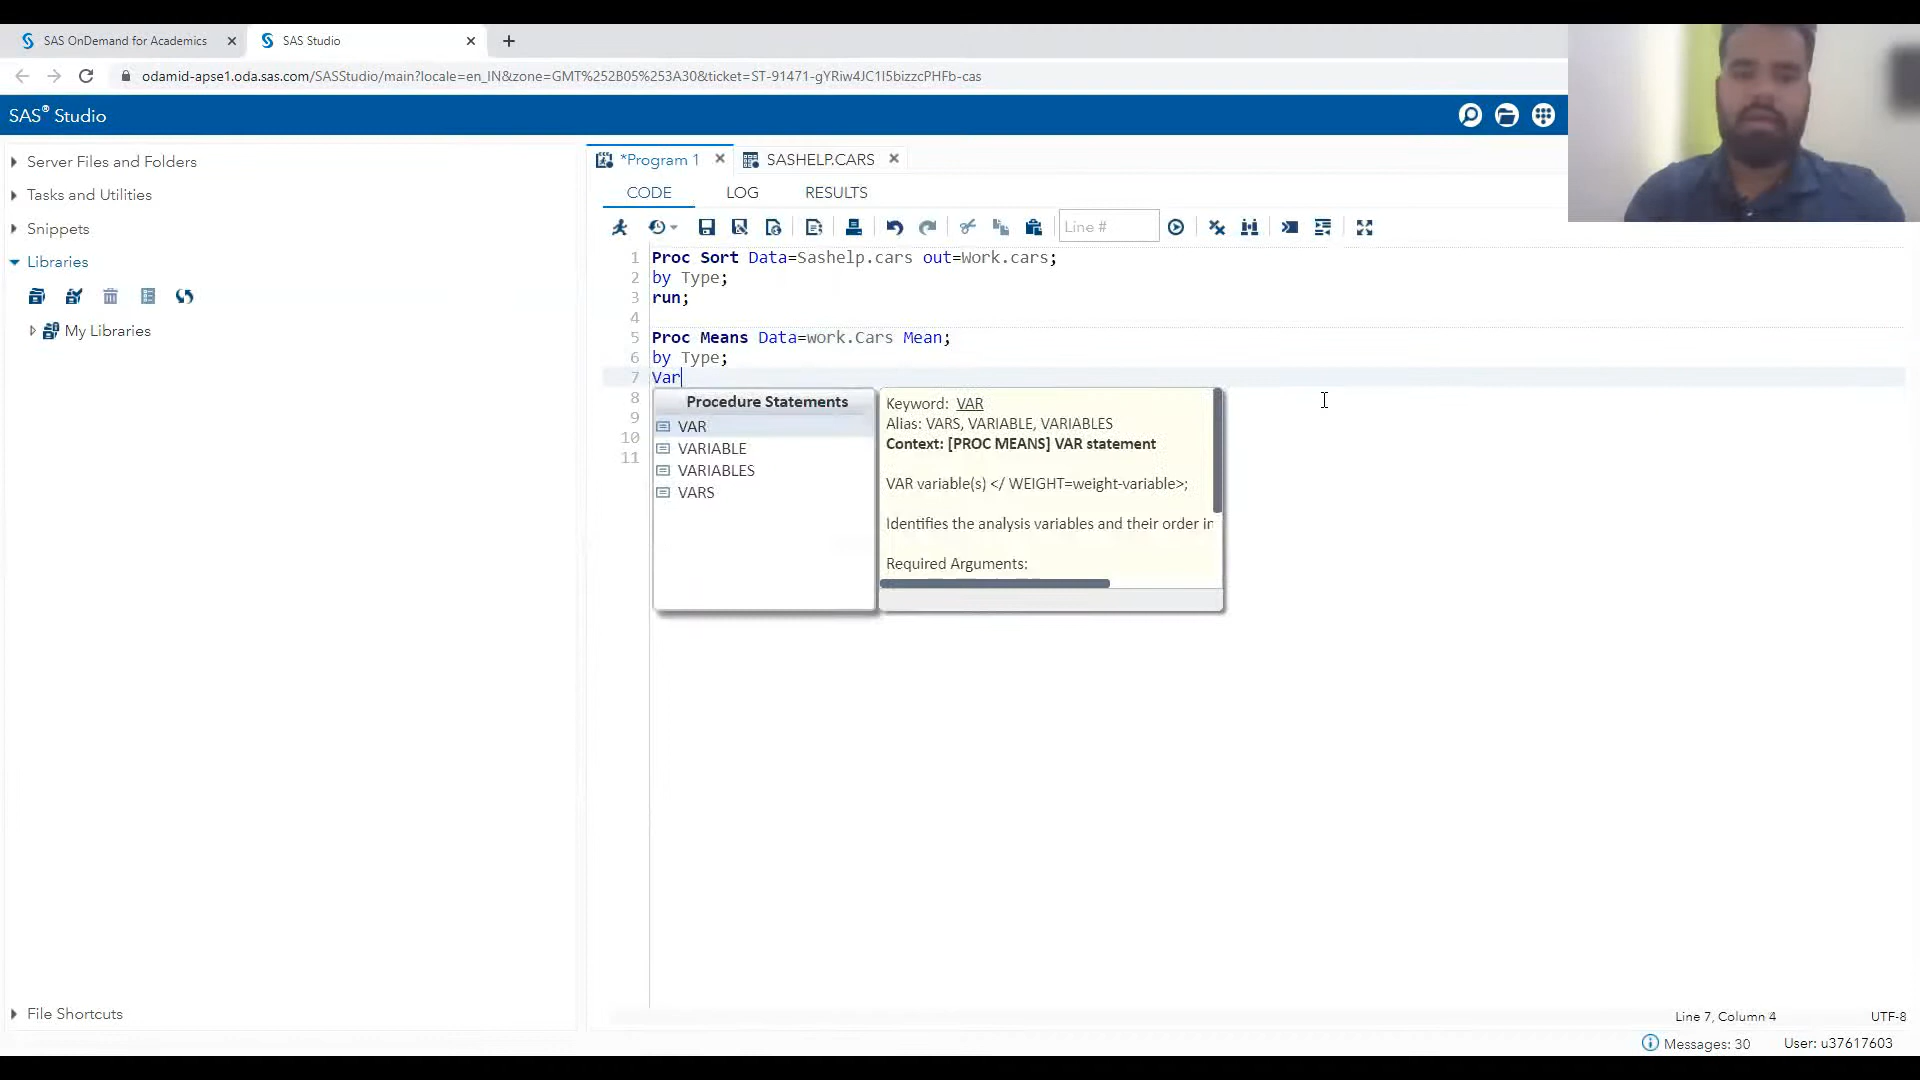 SAS OnDemand for Academics
SAS Studio
odamid-apse1.oda.sas.com/SASStudio/main?locale=en_IN&zone=GMT%252B05%253A30&ticket=ST-91471-gYRiw4JC1I5bizzcPHFb-cas
SAS® Studio
Server Files and Folders
Tasks and Utilities
Snippets
Libraries
My Libraries
File Shortcuts
*Program 1
SASHELP.CARS
CODE LOG RESULTS
Line #
1 Proc Sort Data=Sashelp.cars out=Work.cars;
2 by Type;
3 run;
4
5 Proc Means Data=work.Cars Mean;
6 by Type;
7 Var
8
9
10
11
Procedure Statements
VAR
VARIABLE
VARIABLES
VARS
Keyword: VAR
Alias: VARS, VARIABLE, VARIABLES
Context: [PROC MEANS] VAR statement
VAR variable(s) </ WEIGHT=weight-variable>;
Identifies the analysis variables and their order in
Required Arguments:
Line 7, Column 4
UTF-8
Messages: 30
User: u37617603